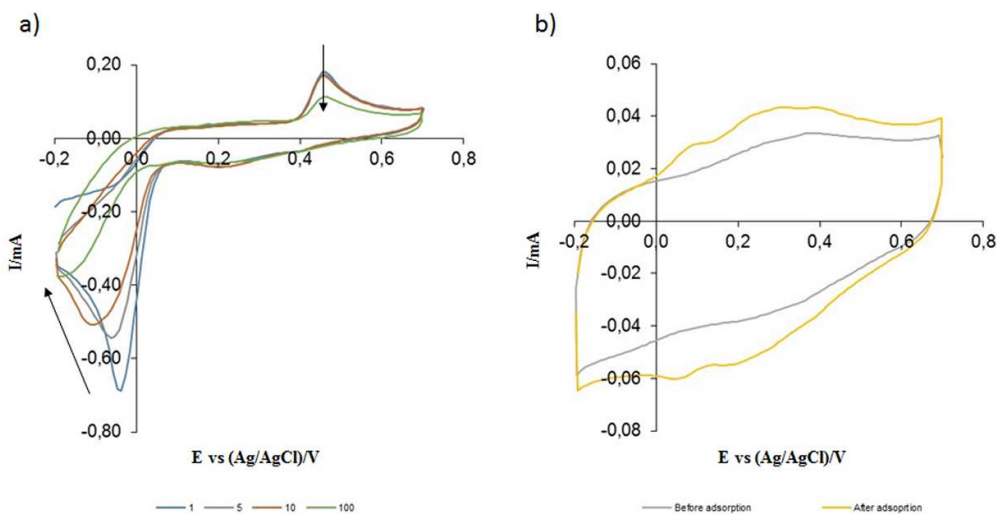 a)
0,20
0,00
-0,2 0,0 0,2 0,4 0,6 0,8
-0,20
-0,40
-0,60
-0,80
I/mA
E vs (Ag/AgCl)/V
1 5 10 100
b)
0,06
0,04
0,02
0,00
-0,2 0,0 0,2 0,4 0,6 0,8
-0,02
-0,04
-0,06
-0,08
I/mA
E vs (Ag/AgCl)/V
Before adsorption After adsoprtion